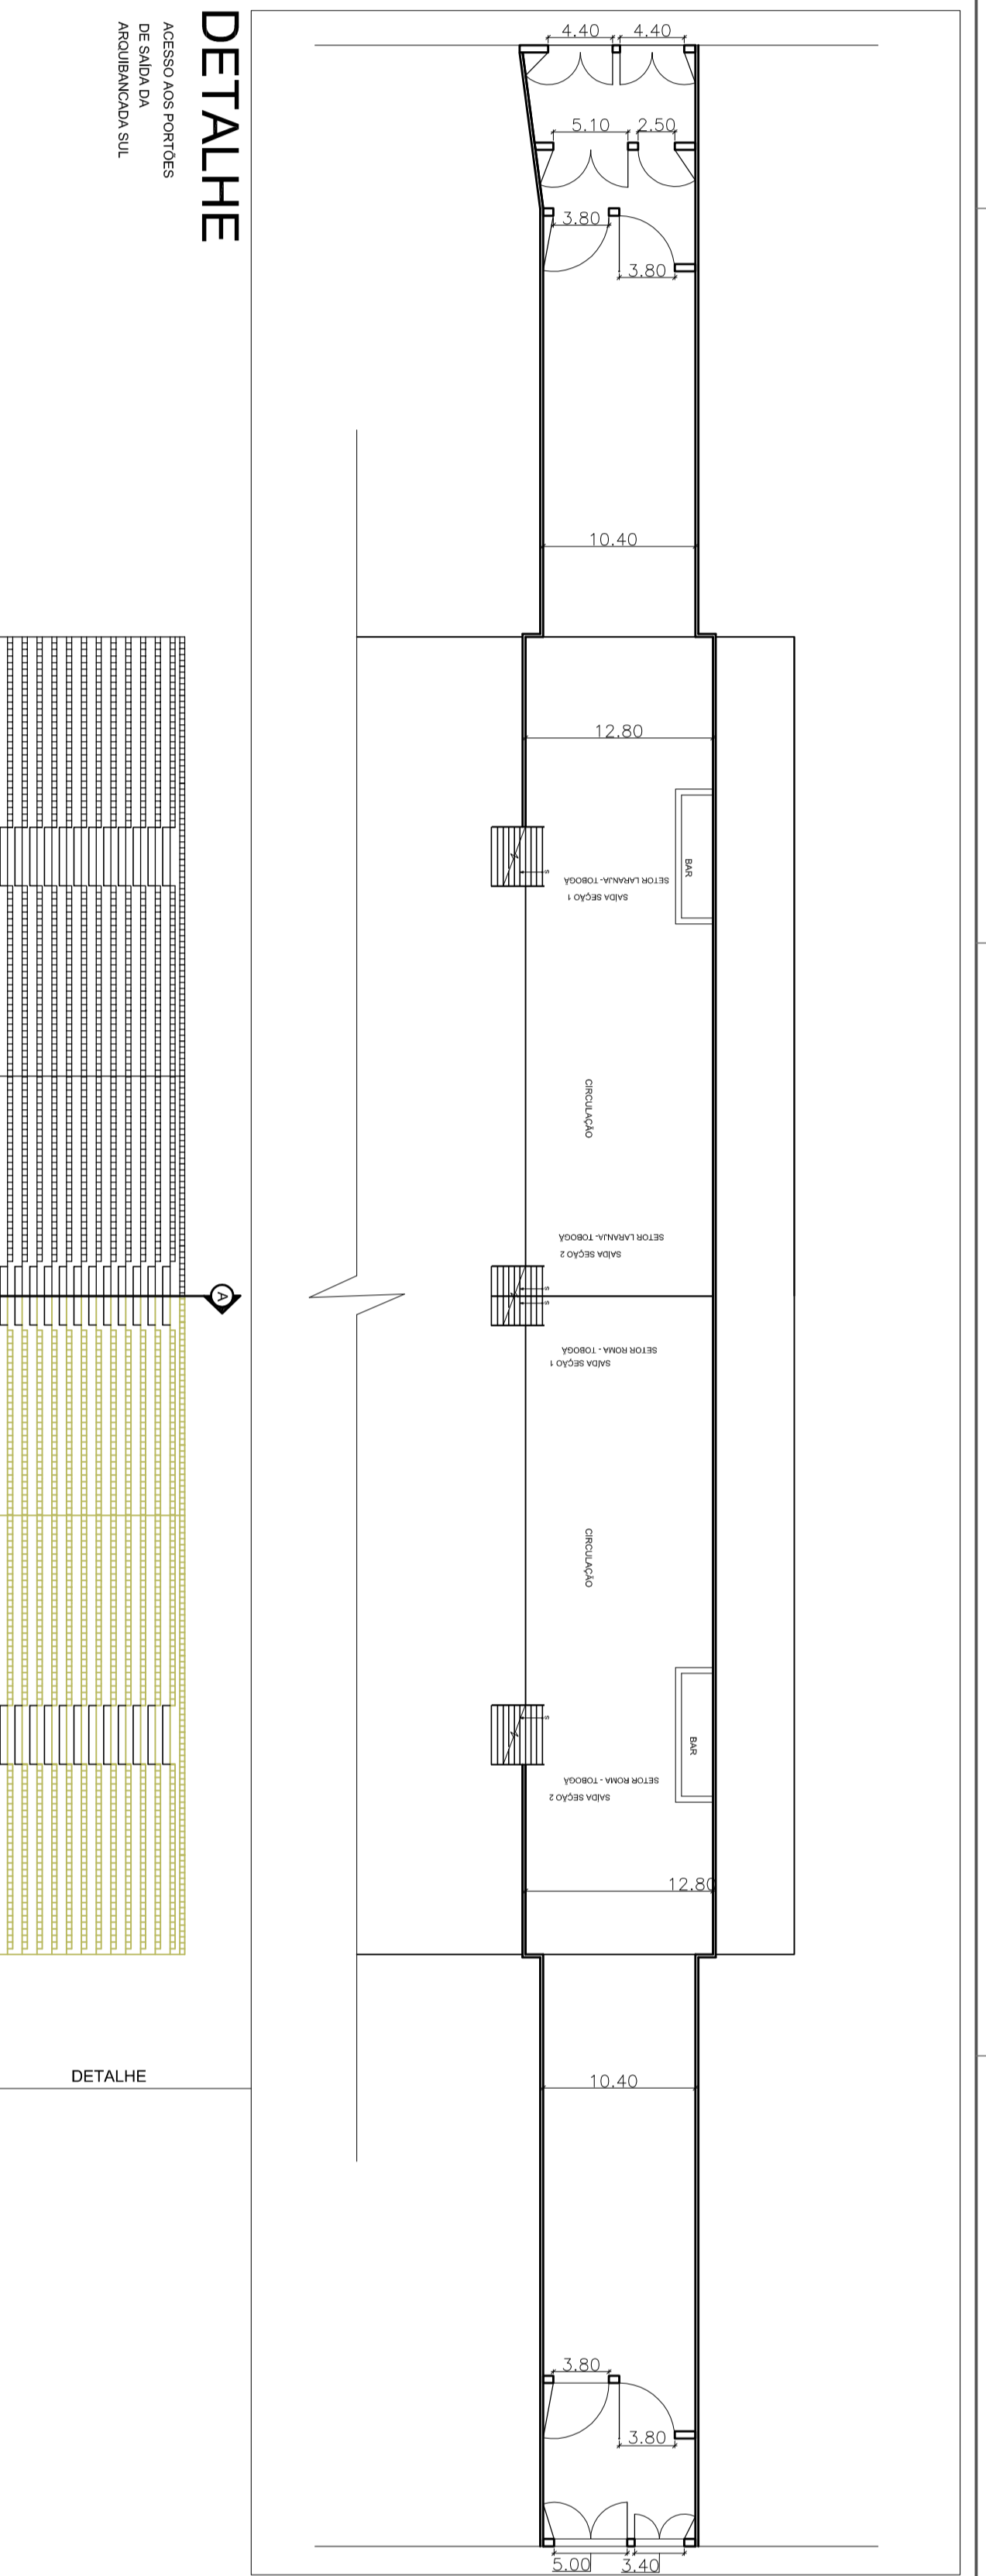 DETALHE
ACESSO AOS PORTÕES
DE SAÍDA DA
ARQUIBANCADA SUL
4.40
4.40
5.10
2.50
3.80
3.80
10.40
12.80
BAR
SETOR LARANJA- TOBOGÃ
SAÍDA SEÇÃO 1
S
CIRCULAÇÃO
SETOR LARANJA- TOBOGÃ
SAÍDA SEÇÃO 2
S
S
A
SETOR ROMA - TOBOGÃ
SAÍDA SEÇÃO 1
CIRCULAÇÃO
BAR
S
SETOR ROMA - TOBOGÃ
SAÍDA SEÇÃO 2
12.80
DETALHE
10.40
3.80
3.80
5.00
3.40